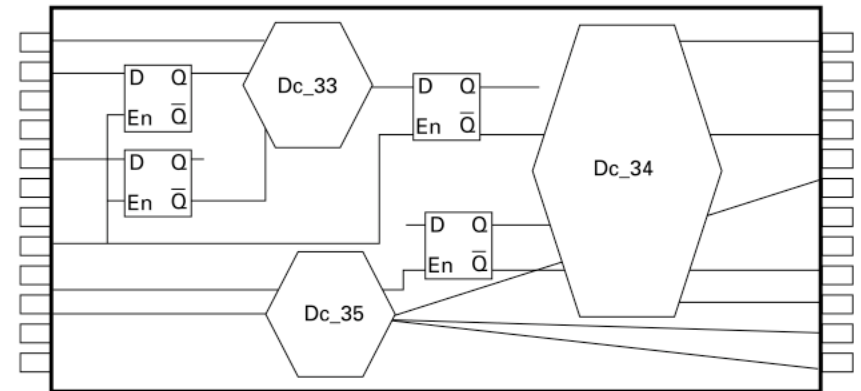 D Q
En Q̅
D Q
En Q̅
Dc_33
D Q
En Q̅
Dc_34
D Q
En Q̅
Dc_35